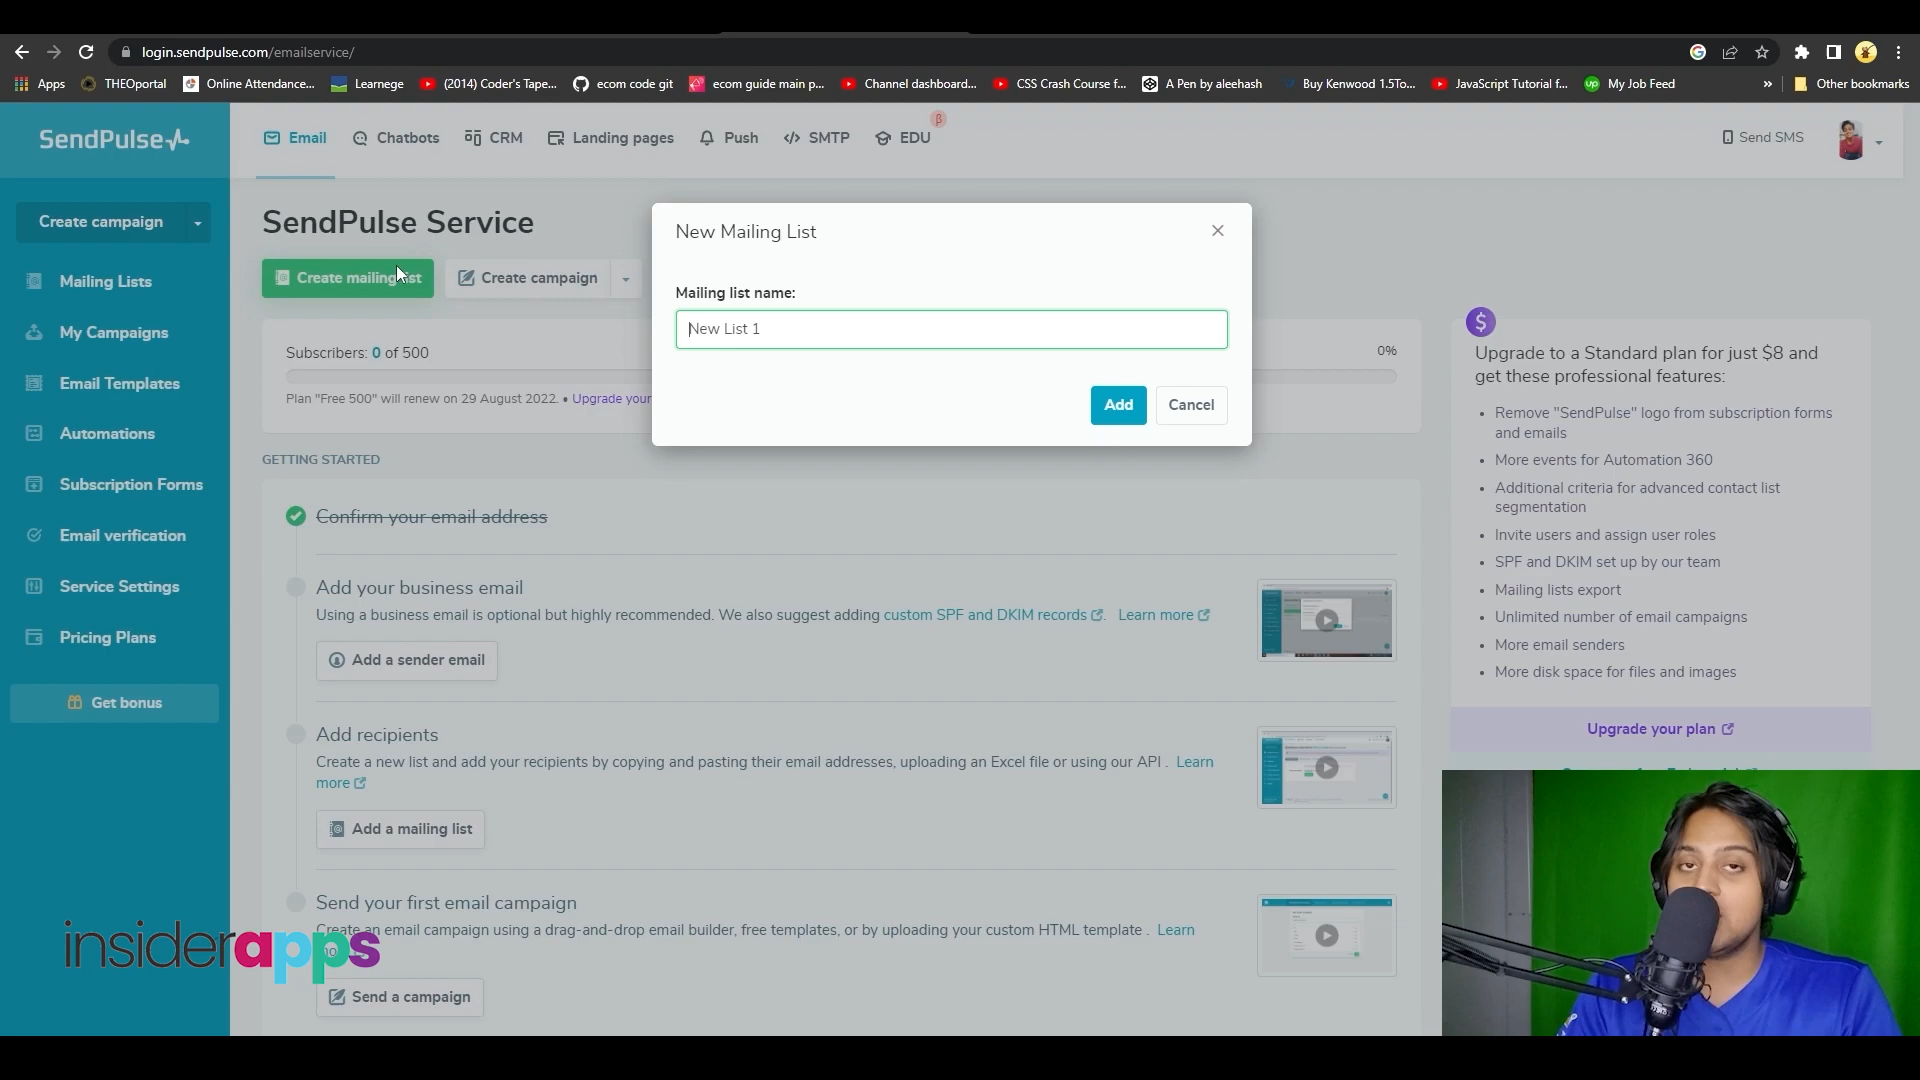 login.sendpulse.com/emailservice/
Apps
THEOportal
Online Attendance...
Learnege
(2014) Coder's Tape...
ecom code git
ecom guide main p...
Channel dashboard...
CSS Crash Course f...
A Pen by aleehash
Buy Kenwood 1.5To...
JavaScript Tutorial f...
up My Job Feed
»
Other bookmarks
SendPulse
Email
Chatbots
CRM
Landing pages
Push
SMTP
EDU
β
Send SMS
Create campaign
Mailing Lists
My Campaigns
Email Templates
Automations
Subscription Forms
Email verification
Service Settings
Pricing Plans
Get bonus
SendPulse Service
Create mailing list
Create campaign
Subscribers: 0 of 500
0%
Plan "Free 500" will renew on 29 August 2022. • Upgrade your
New Mailing List
Mailing list name:
New List 1
Add
Cancel
GETTING STARTED
Confirm your email address
Add your business email
Using a business email is optional but highly recommended. We also suggest adding custom SPF and DKIM records. Learn more
Add a sender email
Add recipients
Create a new list and add your recipients by copying and pasting their email addresses, uploading an Excel file or using our API . Learn
more
Add a mailing list
Send your first email campaign
Create an email campaign using a drag-and-drop email builder, free templates, or by uploading your custom HTML template . Learn
Send a campaign
$
Upgrade to a Standard plan for just $8 and
get these professional features:
• Remove "SendPulse" logo from subscription forms
and emails
• More events for Automation 360
• Additional criteria for advanced contact list
segmentation
• Invite users and assign user roles
• SPF and DKIM set up by our team
• Mailing lists export
• Unlimited number of email campaigns
• More email senders
• More disk space for files and images
Upgrade your plan
insiderapps